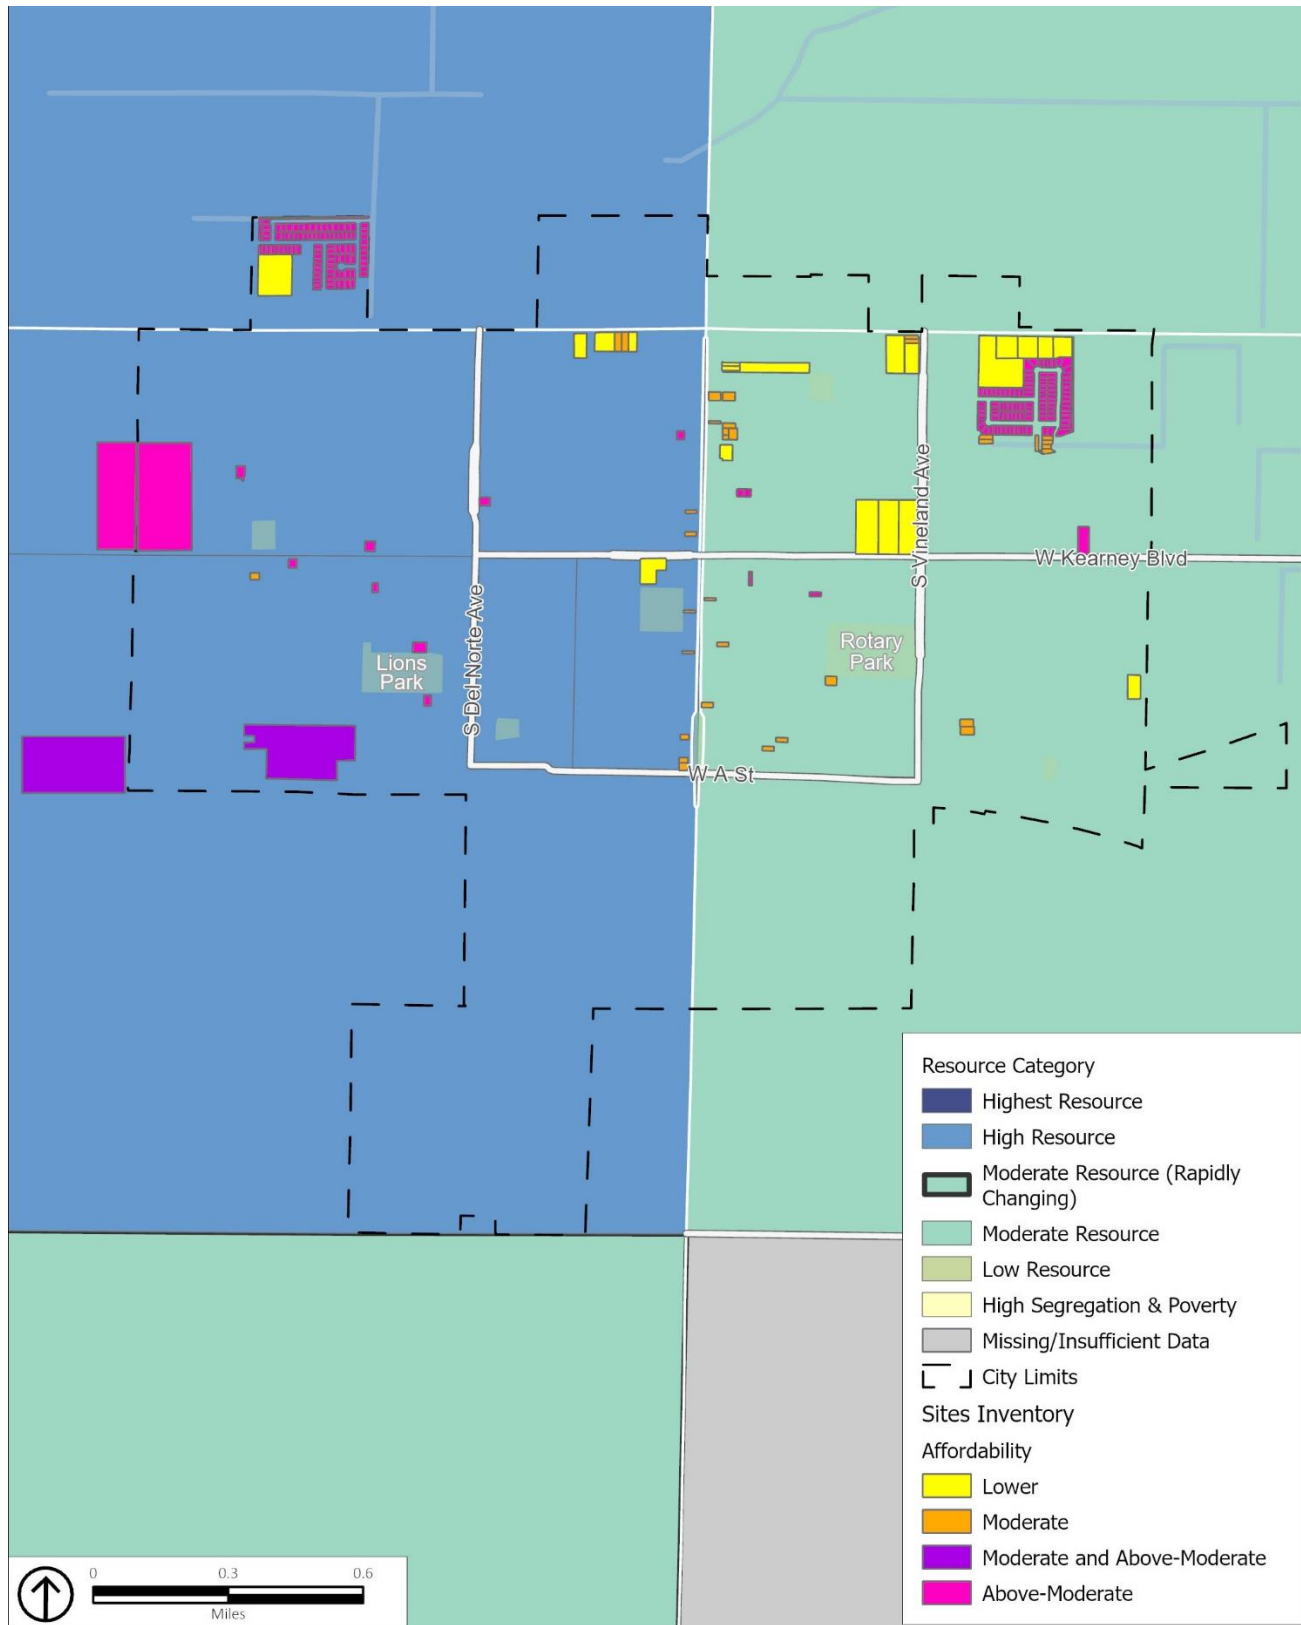 S Vineland Ave
W Kearney Blvd
S Del Norte Ave
Rotary
Park
Lions
Park
W A St
Resource Category
Highest Resource
High Resource
Moderate Resource (Rapidly
Changing)
Moderate Resource
Low Resource
High Segregation & Poverty
Missing/Insufficient Data
City Limits
Sites Inventory
Affordability
Lower
Moderate
Moderate and Above-Moderate
Above-Moderate
0 0.3 0.6
Miles